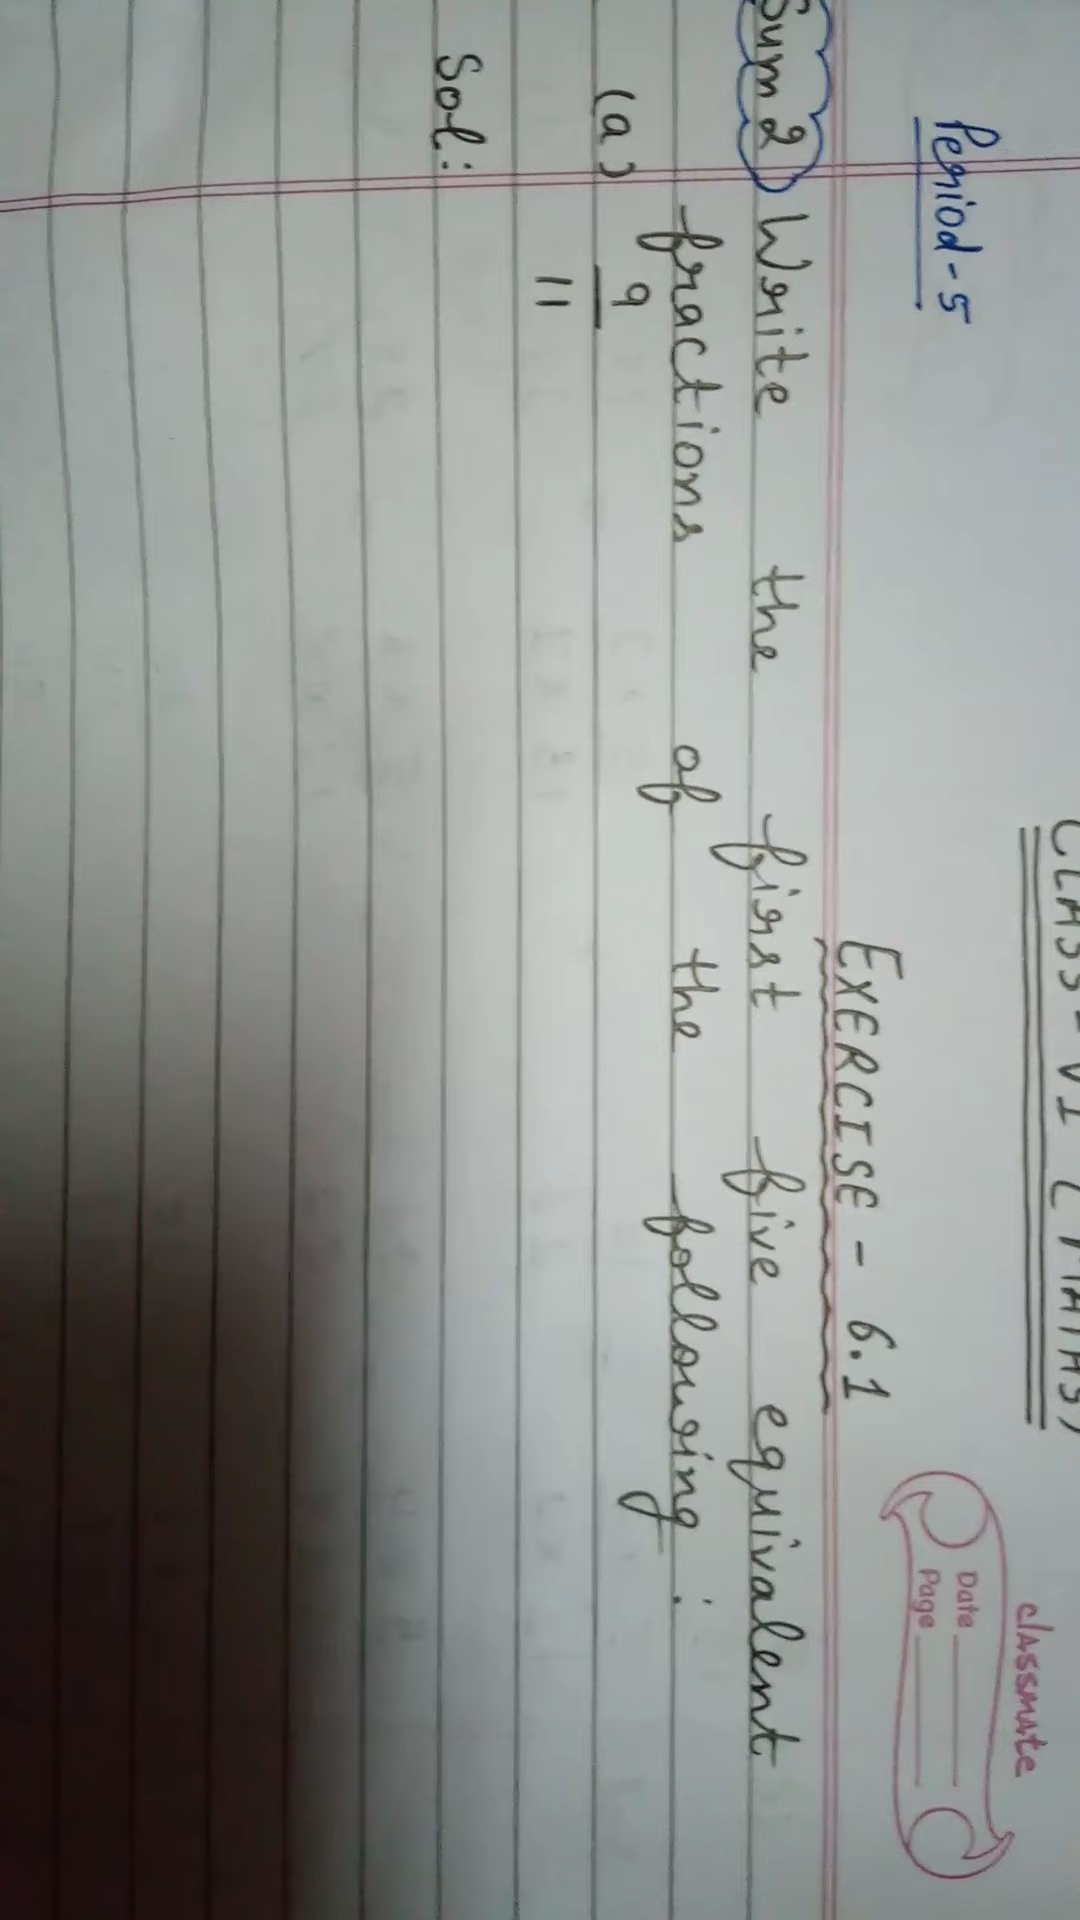 CLASS - VI ( MATHS)
classmate
Date
Page
Period - 5
EXERCISE - 6.1
Sum 2) Write the first five equivalent
fractions of the following :
(a) 9
11
Sol: